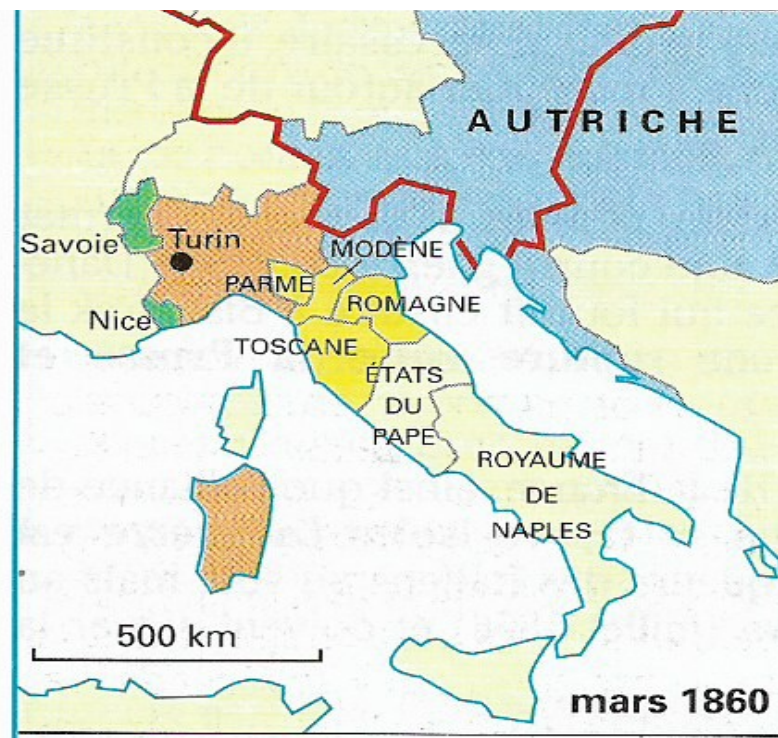 AUTRICHE
Savoie
Turin
MODÈNE
PARME
ROMAGNE
Nice
TOSCANE
ÉTATS
DU
PAPE
ROYAUME
DE
NAPLES
500 km
mars 1860